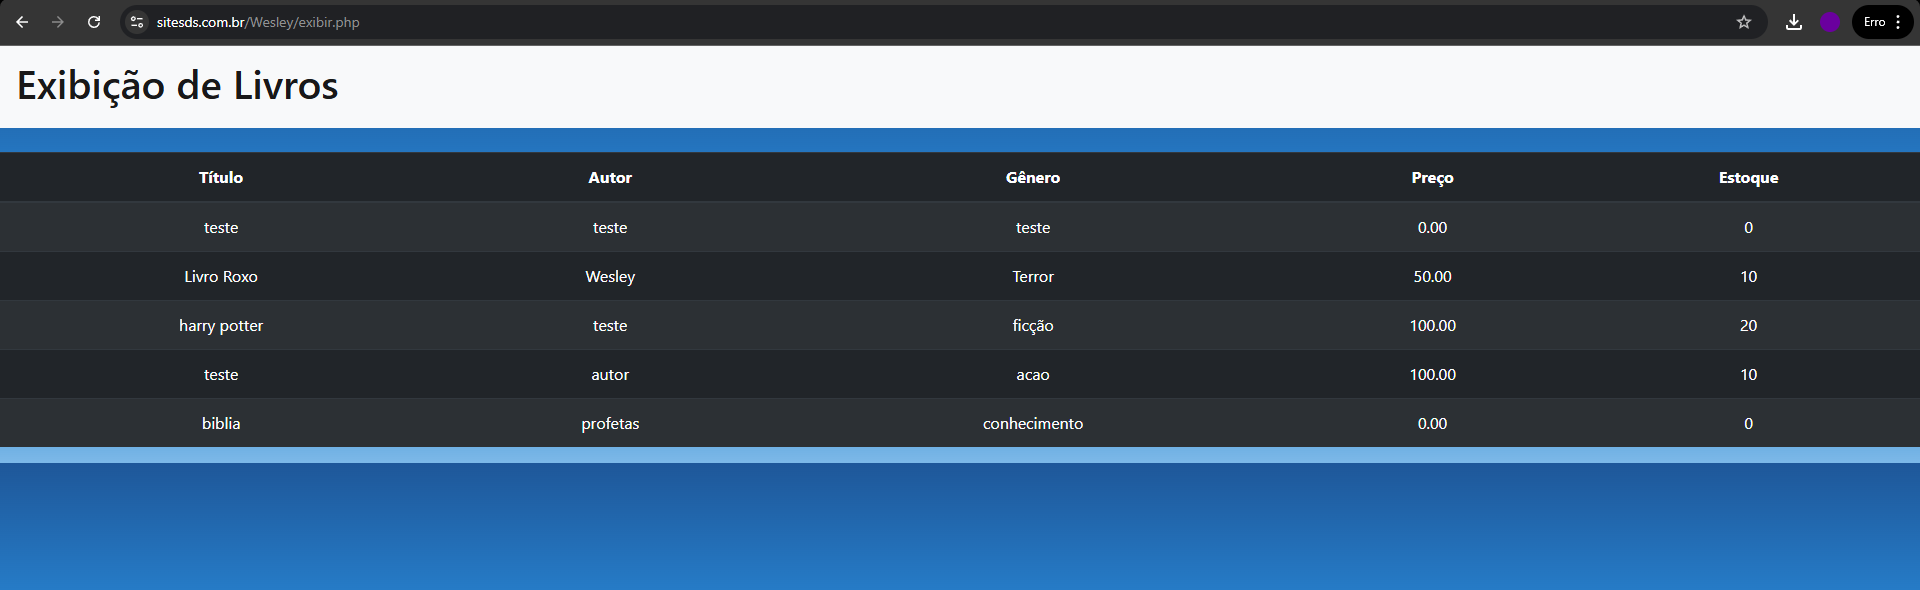 sitesds.com.br/Wesley/exibir.php Erro
Exibição de Livros
Título Autor Gênero Preço Estoque
teste teste teste 0.00 0
Livro Roxo Wesley Terror 50.00 10
harry potter teste ficção 100.00 20
teste autor acao 100.00 10
biblia profetas conhecimento 0.00 0